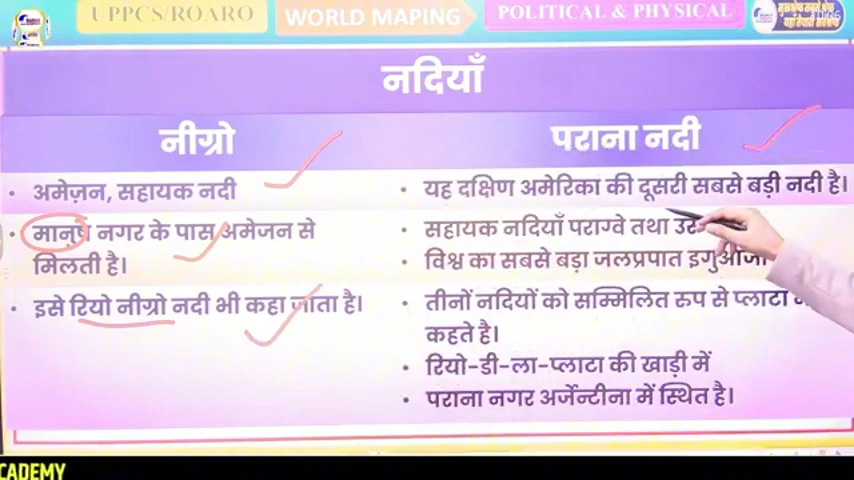 UPPCS/ROARO
WORLD MAPING
POLITICAL & PHYSICAL
नदियाँ
नीग्रो
पराना नदी
• अमेज़न, सहायक नदी
• नगर के पास अमेजन से
मिलती है।
• इसे रियो नीग्रो नदी भी कहा जाता है।
• यह दक्षिण अमेरिका की दूसरी सबसे बड़ी नदी है।
• सहायक नदियाँ पराग्वे तथा
• विश्व का सबसे बड़ा जलप्रपात
• तीनों नदियों को सम्मिलित रुप से प्लाटा
कहते है।
• रियो-डी-ला-प्लाटा की खाड़ी में
• पराना नगर अर्जेन्टीना में स्थित है।
CADEMY